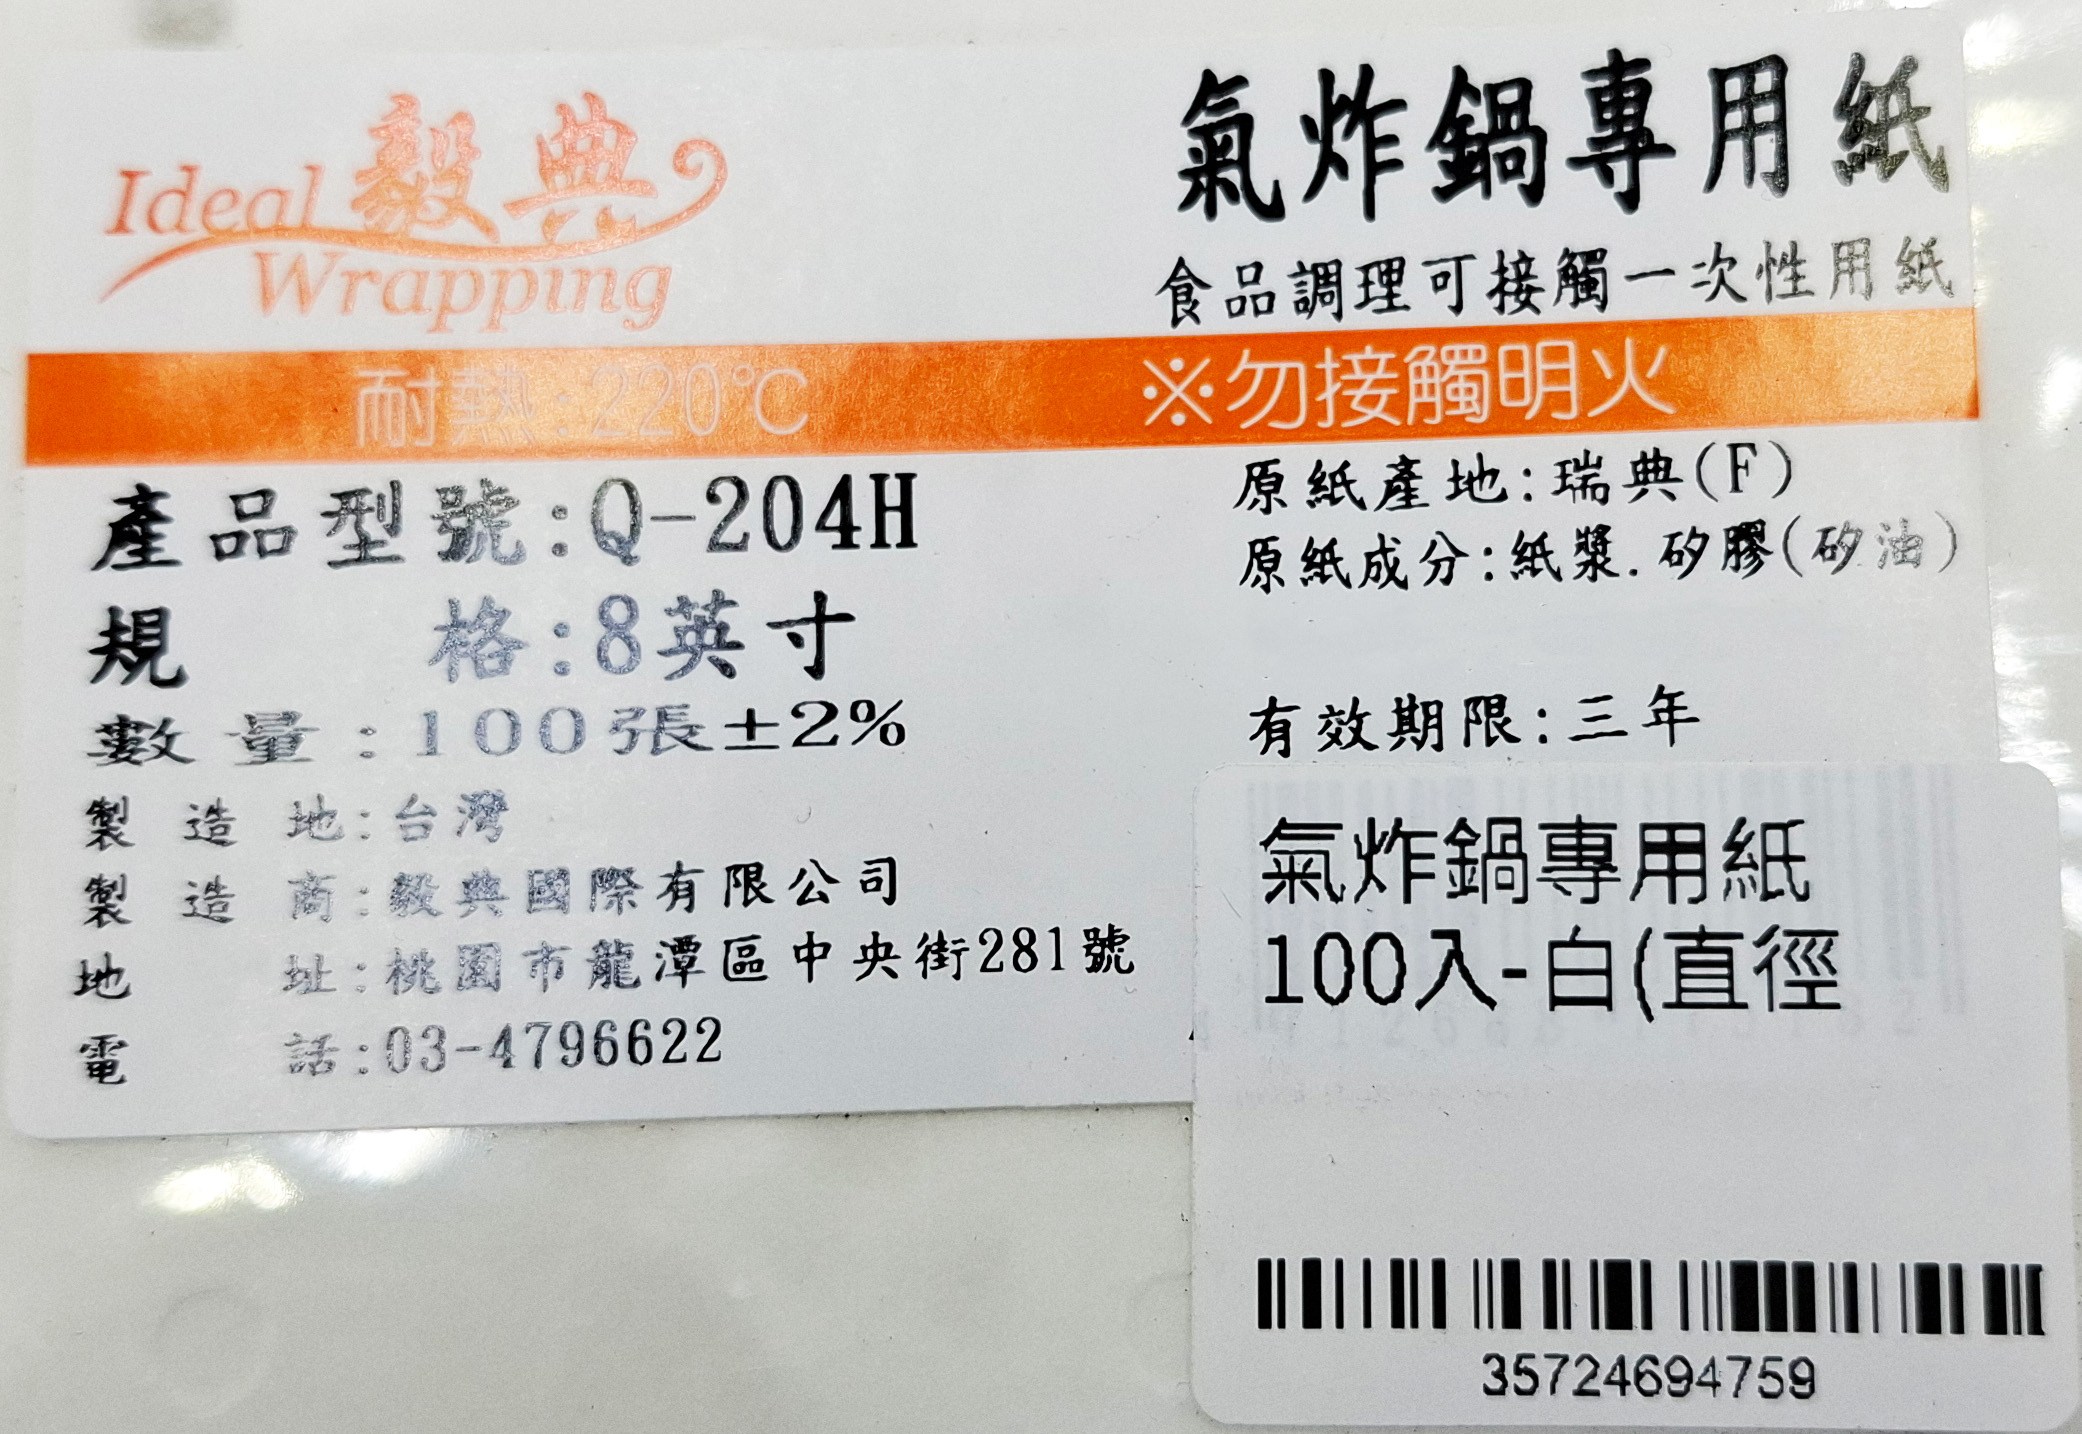 Ideal 毅典
Wrapping
氣炸鍋專用紙
食品調理可接觸一次性用紙
耐熱:220℃
※勿接觸明火
產品型號:Q-204H
規格:8英寸
數量:100張±2%
製造地:台灣
製造商:毅典國際有限公司
地址:桃園市龍潭區中央街281號
電話:03-4796622
原紙產地:瑞典(F)
原紙成分:紙漿.矽膠(矽油)
有效期限:三年
氣炸鍋專用紙
100入-白(直徑
35724694759